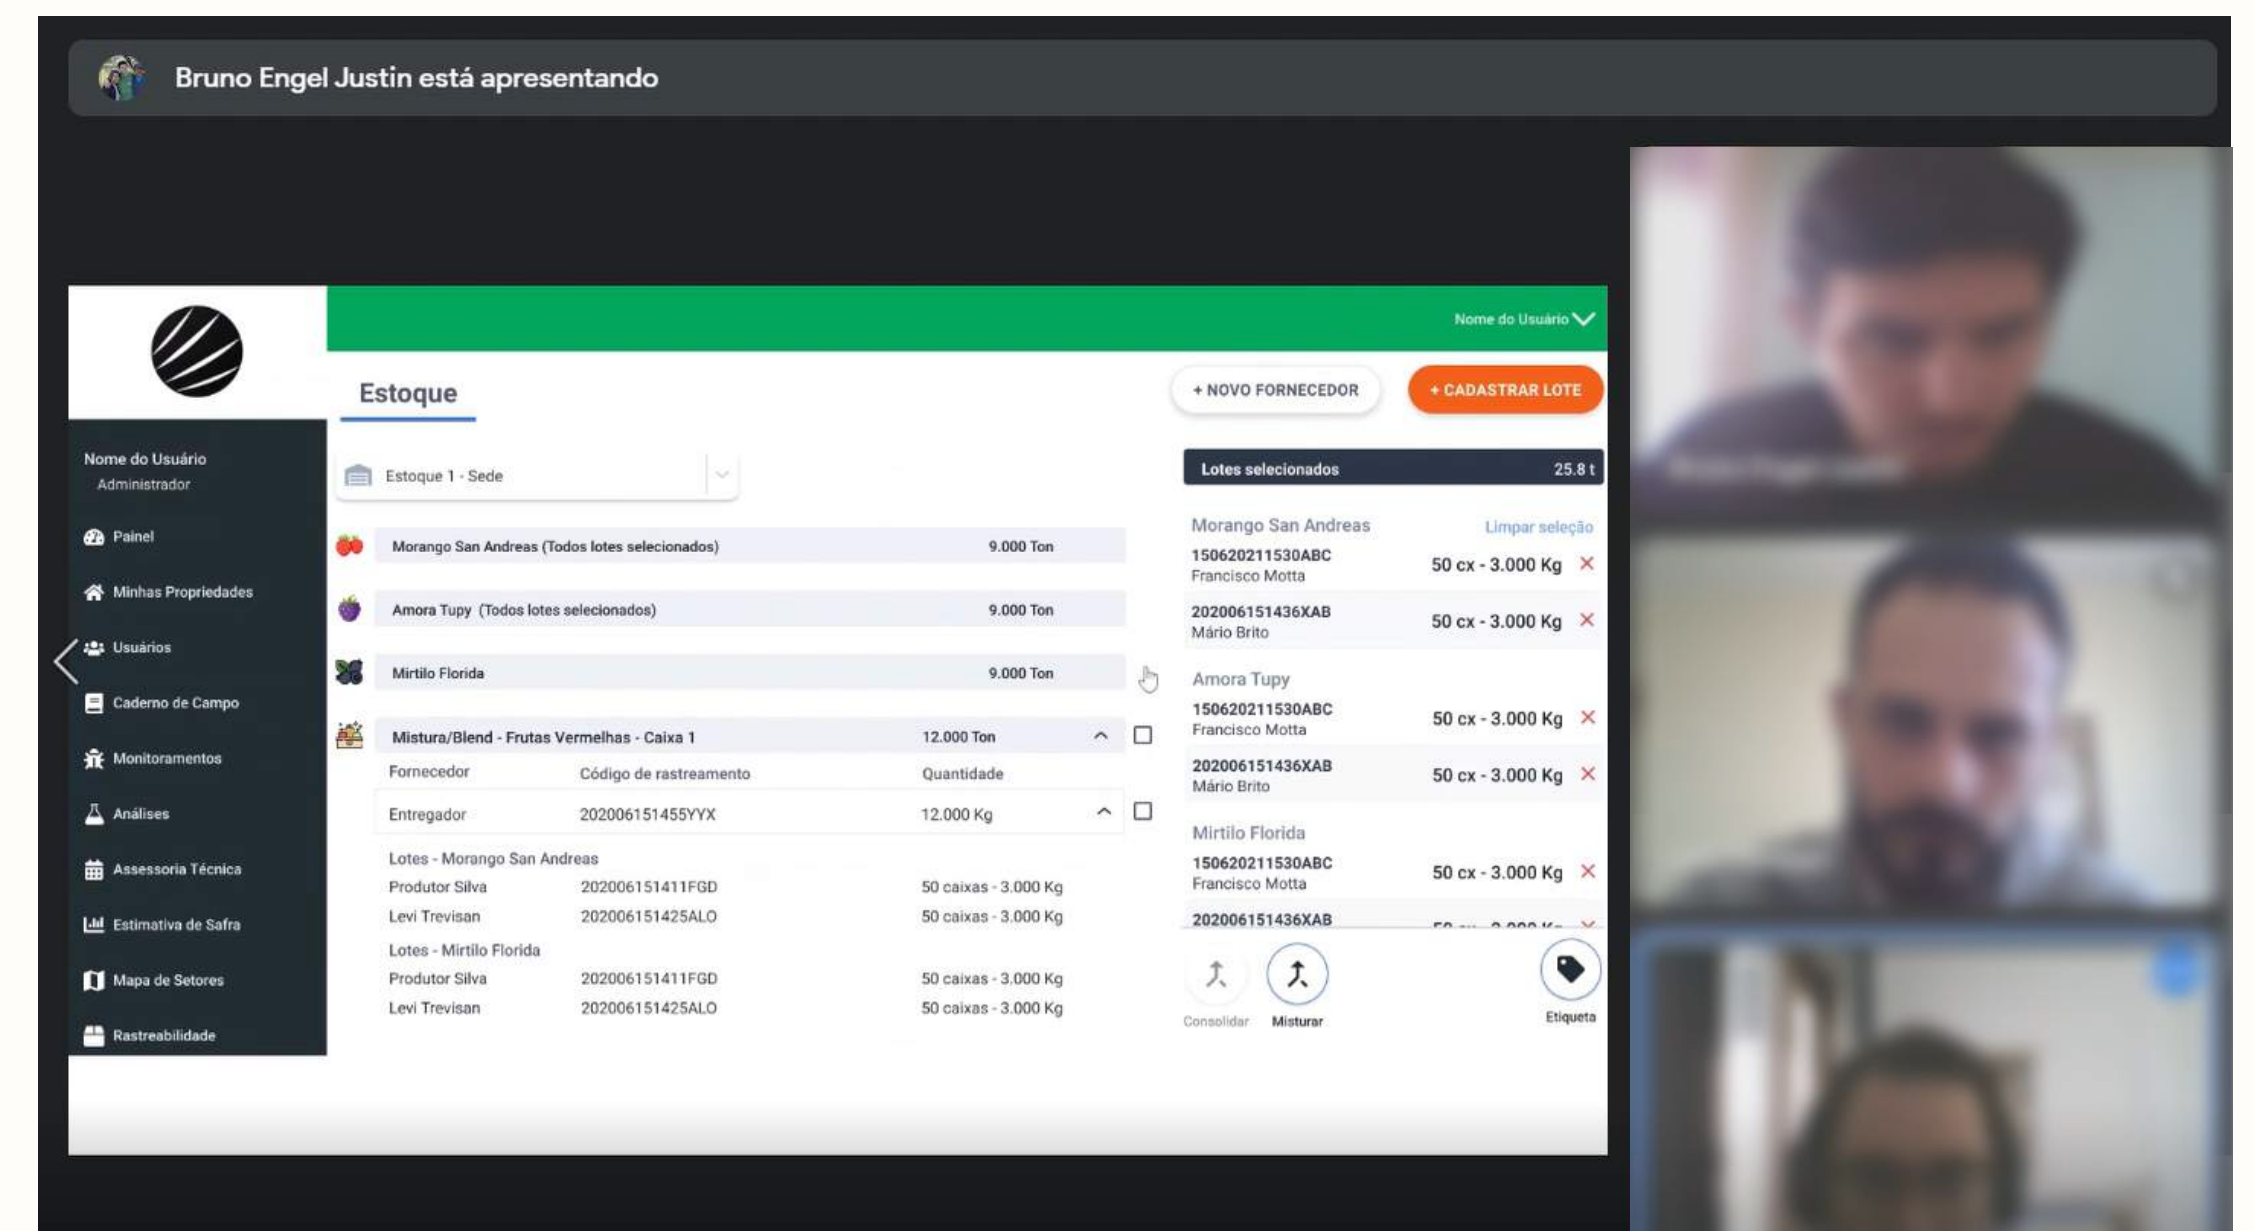 Bruno Engel Justin está apresentando
Nome do Usuário
Nome do Usuário
Administrador
Painel
Minhas Propriedades
Usuários
Caderno de Campo
Monitoramentos
Análises
Assessoria Técnica
Estimativa de Safra
Mapa de Setores
Rastreabilidade
Estoque
+ NOVO FORNECEDOR
+ CADASTRAR LOTE
Estoque 1 - Sede
Morango San Andreas (Todos lotes selecionados) 9.000 Ton
Amora Tupy (Todos lotes selecionados) 9.000 Ton
Mirtilo Florida 9.000 Ton
Mistura/Blend - Frutas Vermelhas - Caixa 1 12.000 Ton
Fornecedor Código de rastreamento Quantidade
Entregador 202006151455YYX 12.000 Kg
Lotes - Morango San Andreas
Produtor Silva 202006151411FGD 50 caixas - 3.000 Kg
Levi Trevisan 202006151425ALO 50 caixas - 3.000 Kg
Lotes - Mirtilo Florida
Produtor Silva 202006151411FGD 50 caixas - 3.000 Kg
Levi Trevisan 202006151425ALO 50 caixas - 3.000 Kg
Lotes selecionados 25.8 t
Morango San Andreas Limpar seleção
150620211530ABC
Francisco Motta 50 cx - 3.000 Kg
202006151436XAB
Mário Brito 50 cx - 3.000 Kg
Amora Tupy
150620211530ABC
Francisco Motta 50 cx - 3.000 Kg
202006151436XAB
Mário Brito 50 cx - 3.000 Kg
Mirtilo Florida
150620211530ABC
Francisco Motta 50 cx - 3.000 Kg
202006151436XAB
Consolidar Misturar Etiqueta